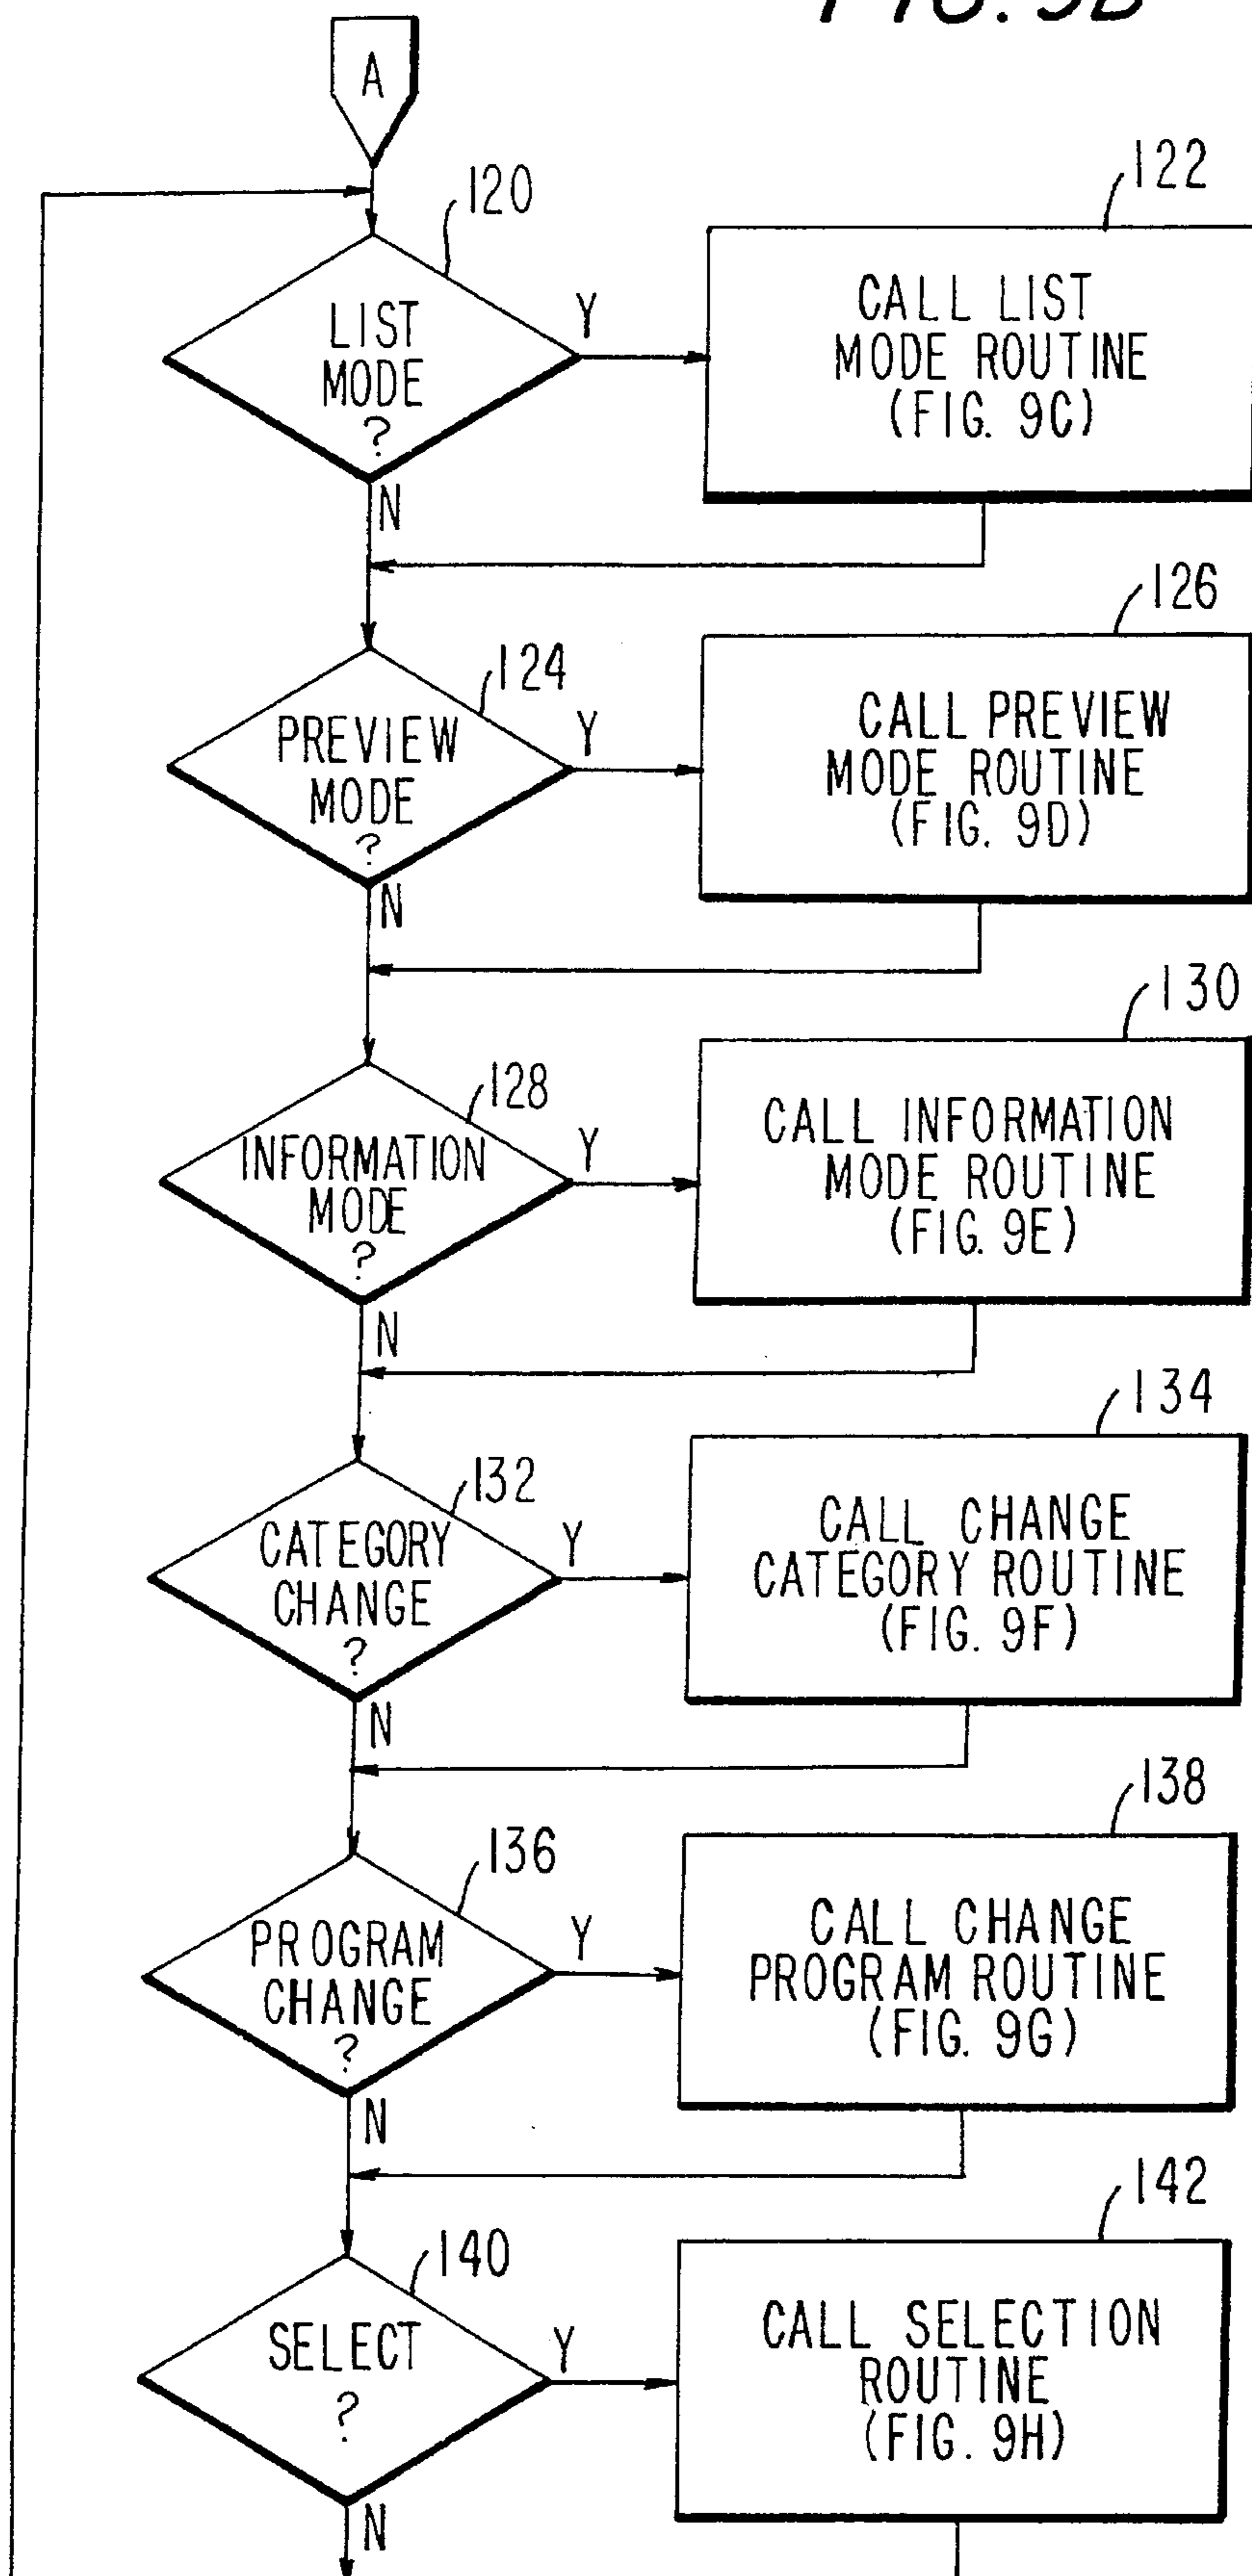 FIG. 9B
A
120
122
LIST
MODE
?
Y
N
CALL LIST
MODE ROUTINE
(FIG. 9C)
124
126
PREVIEW
MODE
?
Y
N
CALL PREVIEW
MODE ROUTINE
(FIG. 9D)
128
130
INFORMATION
MODE
?
Y
N
CALL INFORMATION
MODE ROUTINE
(FIG. 9E)
132
134
CATEGORY
CHANGE
?
Y
N
CALL CHANGE
CATEGORY ROUTINE
(FIG. 9F)
136
138
PROGRAM
CHANGE
?
Y
N
CALL CHANGE
PROGRAM ROUTINE
(FIG. 9G)
140
142
SELECT
?
Y
N
CALL SELECTION
ROUTINE
(FIG. 9H)